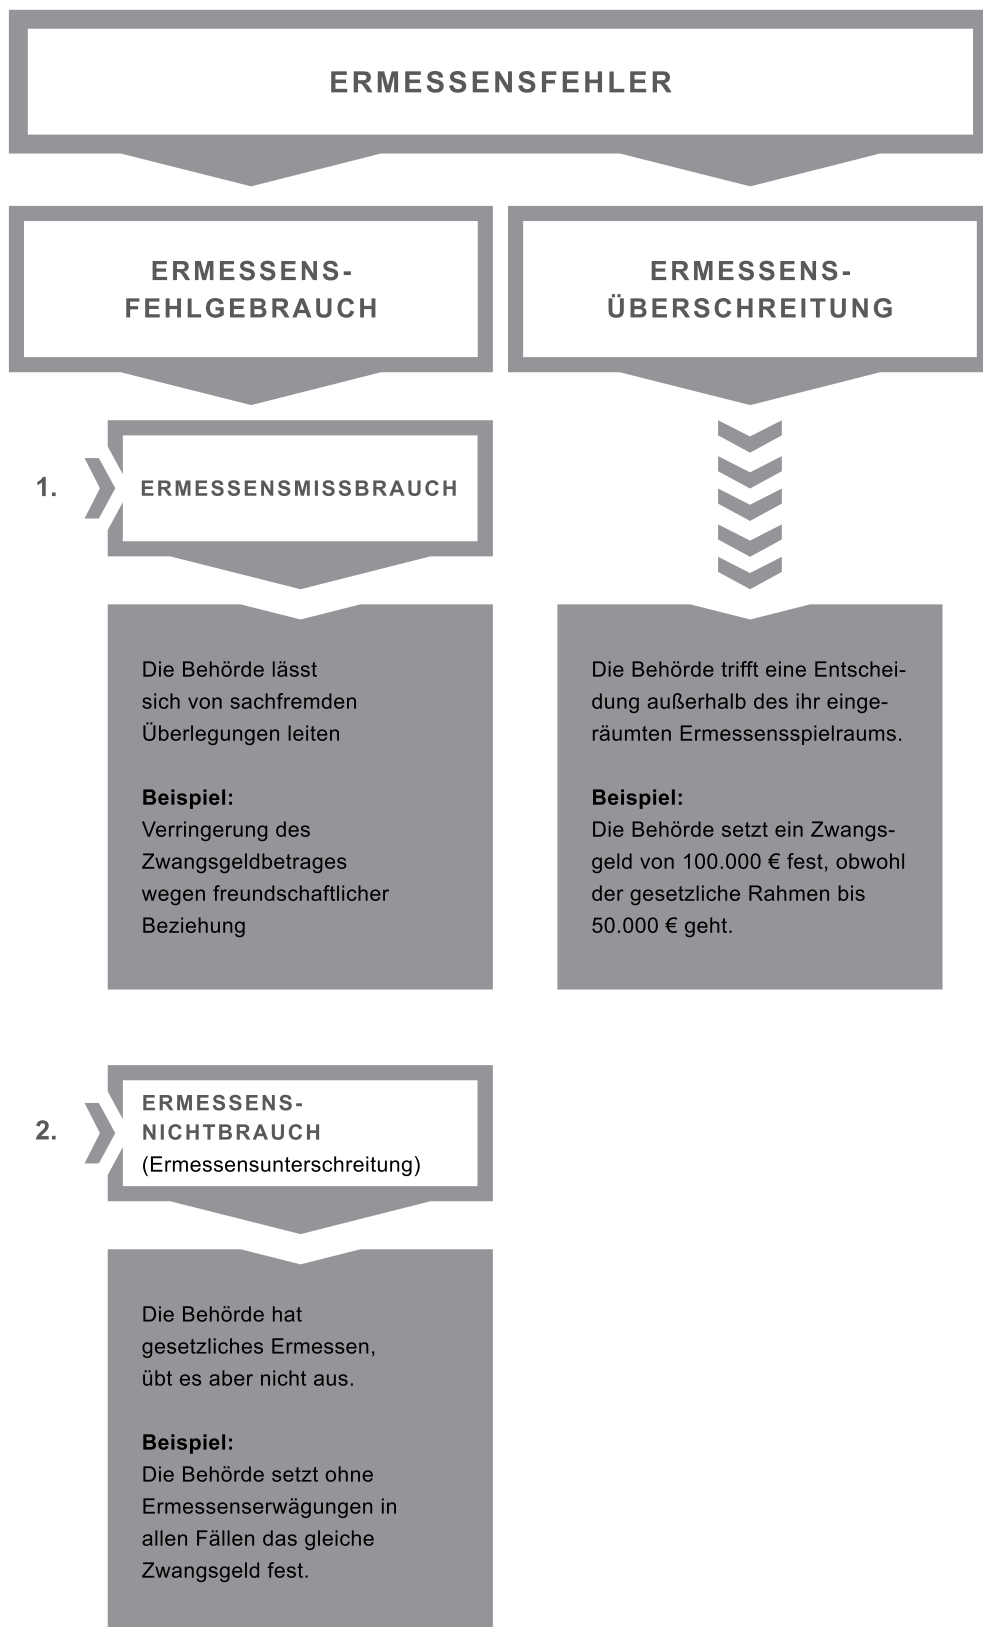 ERMESSENSFEHLER
ERMESSENS-
FEHLGEBRAUCH
ERMESSENS-
ÜBERSCHREITUNG
1.
ERMESSENSMISSBRAUCH
Die Behörde lässt
sich von sachfremden
Überlegungen leiten
Beispiel:
Verringerung des
Zwangsgeldbetrages
wegen freundschaftlicher
Beziehung
Die Behörde trifft eine Entschei-
dung außerhalb des ihr einge-
räumten Ermessensspielraums.
Beispiel:
Die Behörde setzt ein Zwangs-
geld von 100.000 € fest, obwohl
der gesetzliche Rahmen bis
50.000 € geht.
2.
ERMESSENS-
NICHTBRAUCH
(Ermessensunterschreitung)
Die Behörde hat
gesetzliches Ermessen,
übt es aber nicht aus.
Beispiel:
Die Behörde setzt ohne
Ermessenserwägungen in
allen Fällen das gleiche
Zwangsgeld fest.